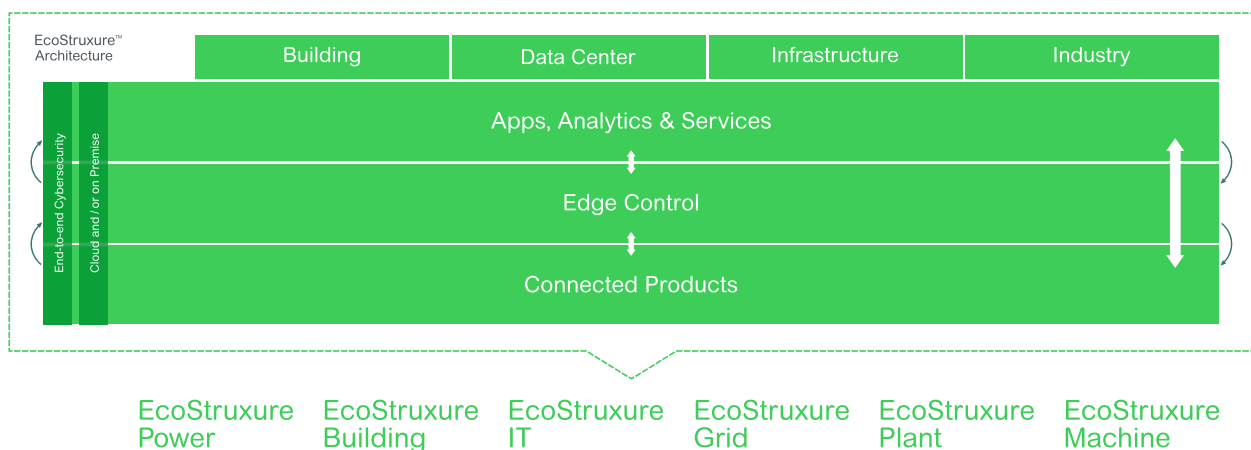 EcoStruxure™
Architecture
Building
Data Center
Infrastructure
Industry
End-to-end Cybersecurity
Cloud and / or on Premise
Apps, Analytics & Services
Edge Control
Connected Products
EcoStruxure
Power
EcoStruxure
Building
EcoStruxure
IT
EcoStruxure
Grid
EcoStruxure
Plant
EcoStruxure
Machine